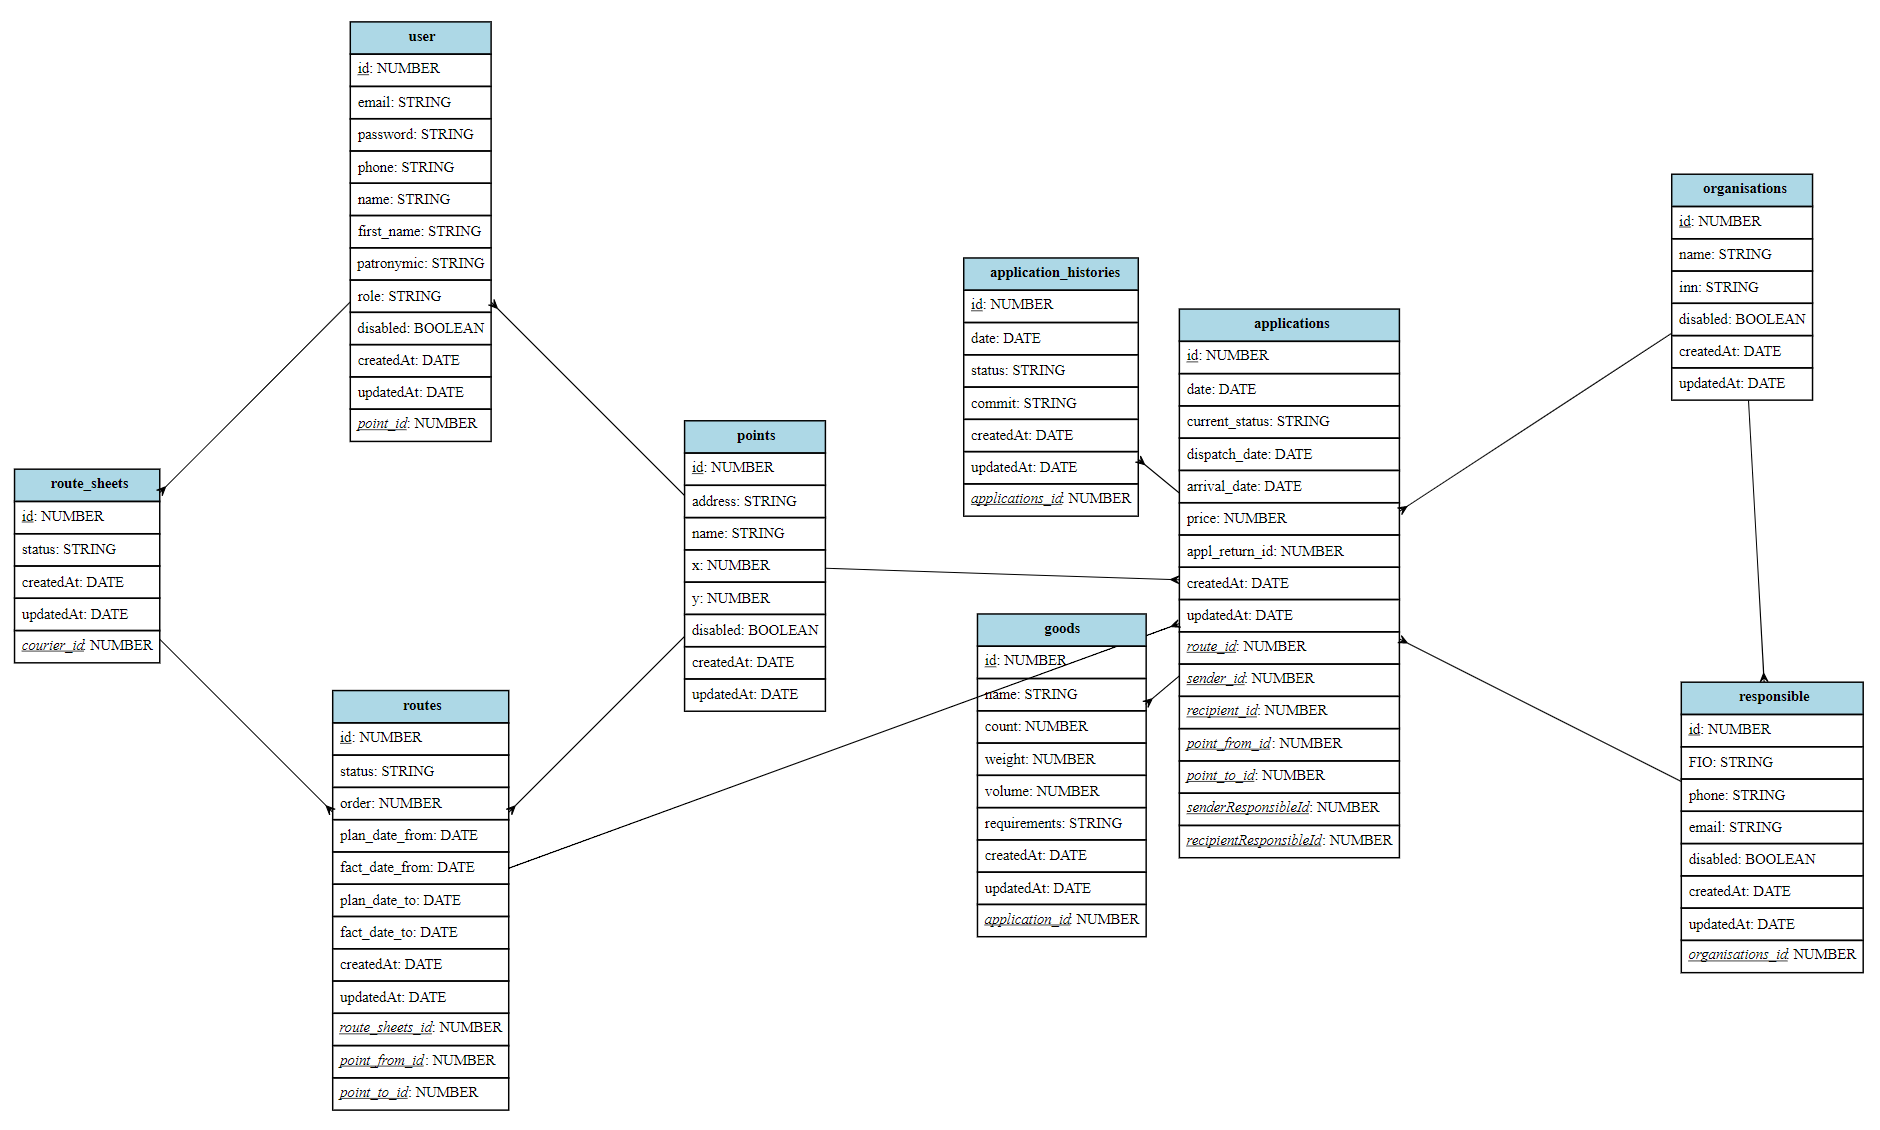 user
id: NUMBER
email: STRING
password: STRING
phone: STRING
name: STRING
first_name: STRING
patronymic: STRING
role: STRING
disabled: BOOLEAN
createdAt: DATE
updatedAt: DATE
point_id: NUMBER
route_sheets
id: NUMBER
status: STRING
createdAt: DATE
updatedAt: DATE
courier_id: NUMBER
routes
id: NUMBER
status: STRING
order: NUMBER
plan_date_from: DATE
fact_date_from: DATE
plan_date_to: DATE
fact_date_to: DATE
createdAt: DATE
updatedAt: DATE
route_sheets_id: NUMBER
point_from_id: NUMBER
point_to_id: NUMBER
points
id: NUMBER
address: STRING
name: STRING
x: NUMBER
y: NUMBER
disabled: BOOLEAN
createdAt: DATE
updatedAt: DATE
application_histories
id: NUMBER
date: DATE
status: STRING
commit: STRING
createdAt: DATE
updatedAt: DATE
applications_id: NUMBER
goods
id: NUMBER
name: STRING
count: NUMBER
weight: NUMBER
volume: NUMBER
requirements: STRING
createdAt: DATE
updatedAt: DATE
application_id: NUMBER
applications
id: NUMBER
date: DATE
current_status: STRING
dispatch_date: DATE
arrival_date: DATE
price: NUMBER
appl_return_id: NUMBER
createdAt: DATE
updatedAt: DATE
route_id: NUMBER
sender_id: NUMBER
recipient_id: NUMBER
point_from_id: NUMBER
point_to_id: NUMBER
senderResponsibleId: NUMBER
recipientResponsibleId: NUMBER
organisations
id: NUMBER
name: STRING
inn: STRING
disabled: BOOLEAN
createdAt: DATE
updatedAt: DATE
responsible
id: NUMBER
FIO: STRING
phone: STRING
email: STRING
disabled: BOOLEAN
createdAt: DATE
updatedAt: DATE
organisations_id: NUMBER